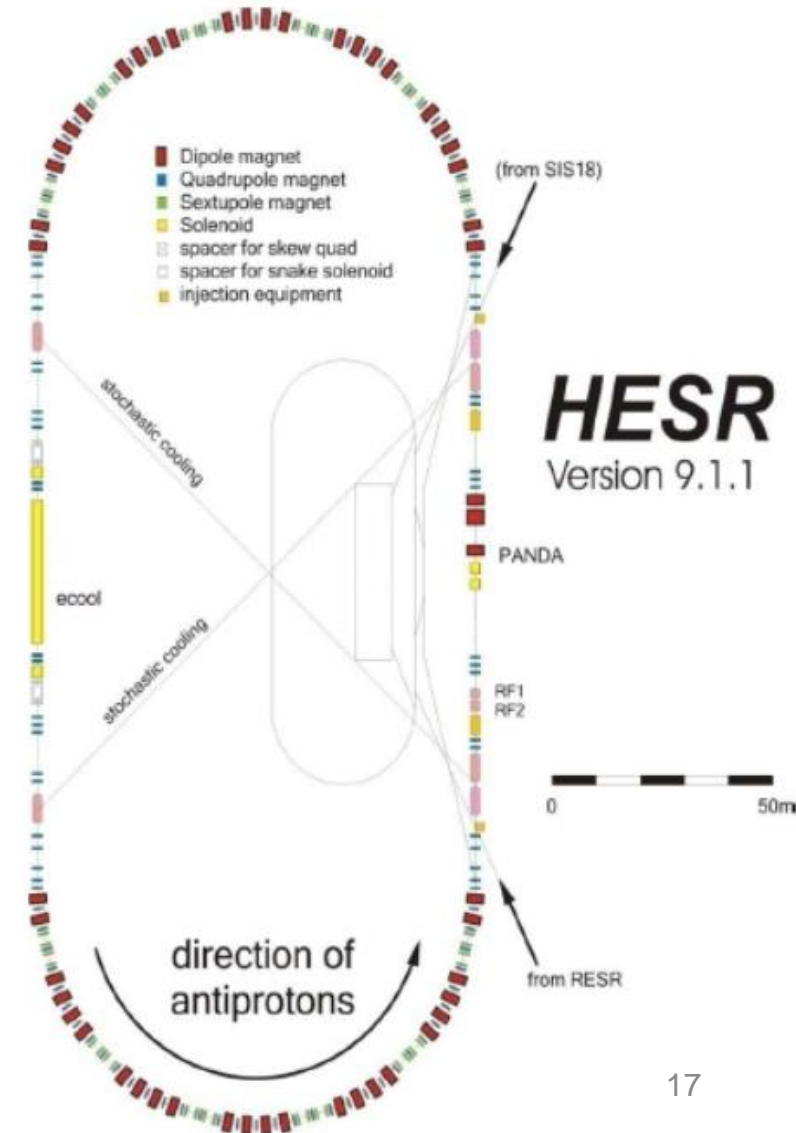 Dipole magnet
Quadrupole magnet
Sextupole magnet
Solenoid
spacer for skew quad
spacer for snake solenoid
injection equipment
(from SIS18)
HESR
Version 9.1.1
stochastic cooling
PANDA
ecool
stochastic cooling
RF1
RF2
0 50m
direction of
antiprotons
from RESR
17